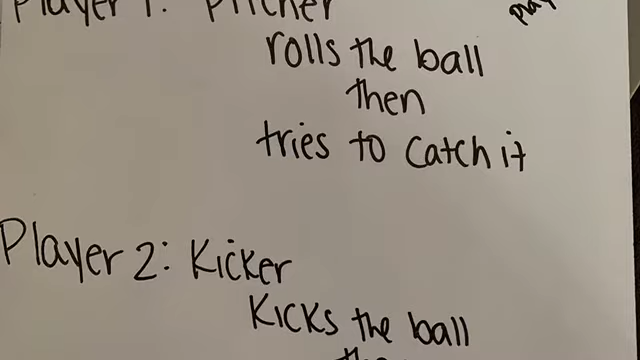 Player 1: Pitcher
rolls the ball
then
tries to catch it
Player 2: Kicker
Kicks the ball